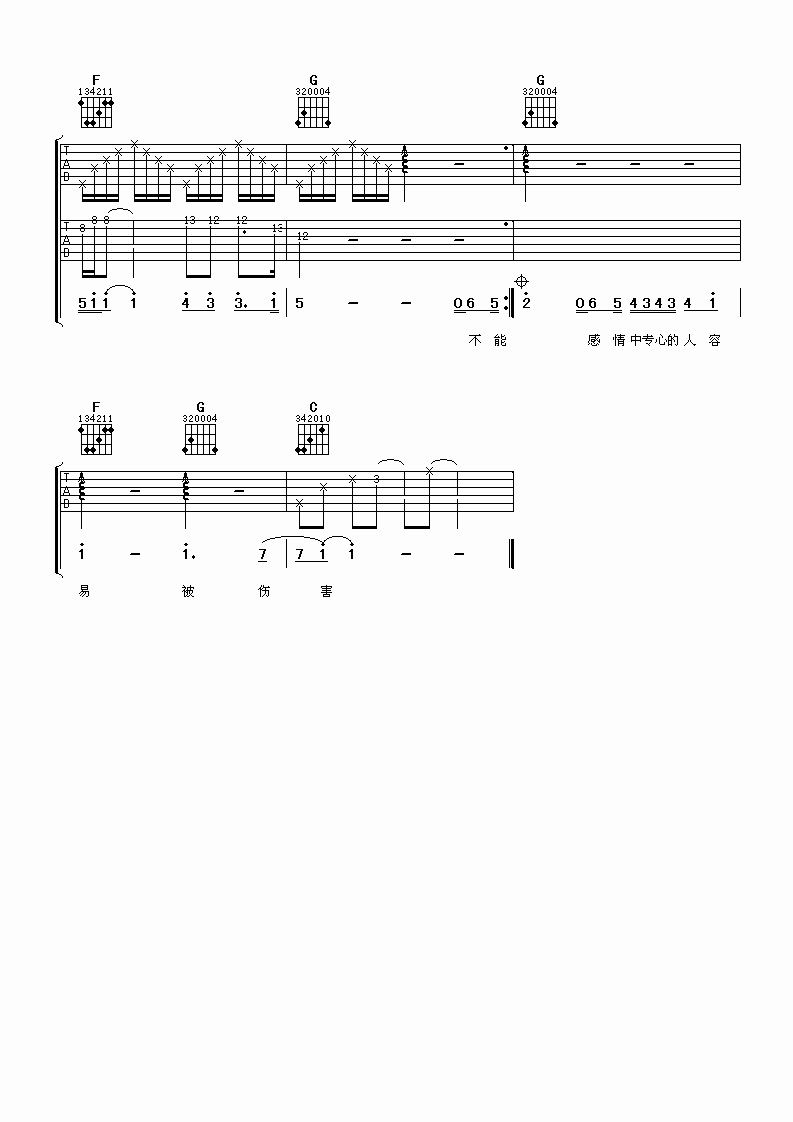 F G G
134211 320004 320004
T A B
8 8 8 13 12 12 13 12
T A B
5 1 1 1 4 3 3. 1 5 - - 0 6 5 2 0 6 5 4 3 4 3 4 1
不 能 感 情 中 专 心 的 人 容
F G C
134211 320004 342010
T A B 3
1 - 1. 7 7 1 1 - -
易 被 伤 害